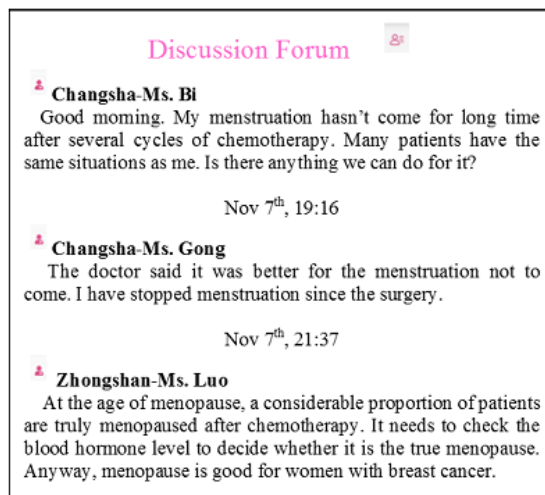 Discussion Forum
Changsha-Ms. Bi
Good morning. My menstruation hasn't come for long time
after several cycles of chemotherapy. Many patients have the
same situations as me. Is there anything we can do for it?
Nov 7th, 19:16
Changsha-Ms. Gong
The doctor said it was better for the menstruation not to
come. I have stopped menstruation since the surgery.
Nov 7th, 21:37
Zhongshan-Ms. Luo
At the age of menopause, a considerable proportion of patients
are truly menopaused after chemotherapy. It needs to check the
blood hormone level to decide whether it is the true menopause.
Anyway, menopause is good for women with breast cancer.